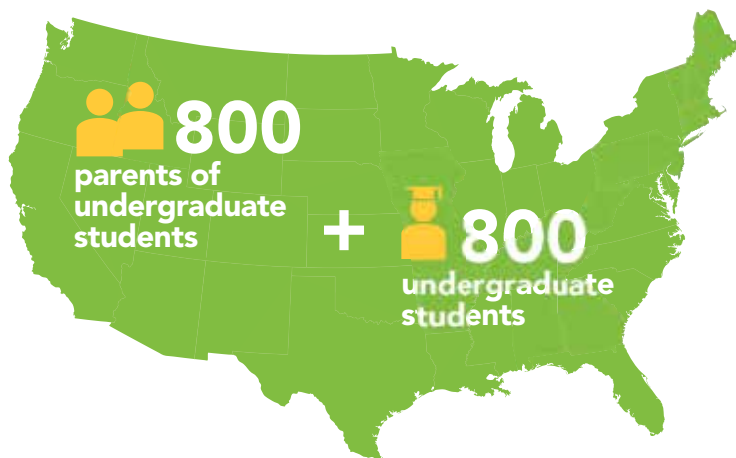 800
parents of
undergraduate
students
+
800
undergraduate
students